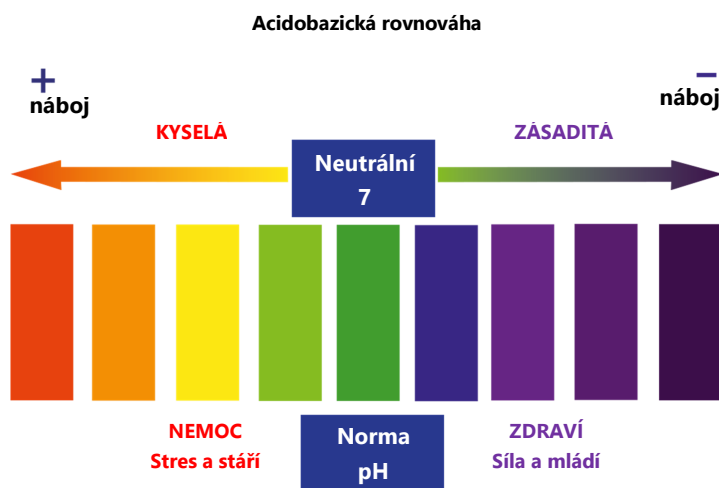 Acidobazická rovnováha
+
náboj
–
náboj
KYSELÁ
ZÁSADITÁ
Neutrální
7
NEMOC
Stres a stáří
Norma
pH
ZDRAVÍ
Síla a mládí